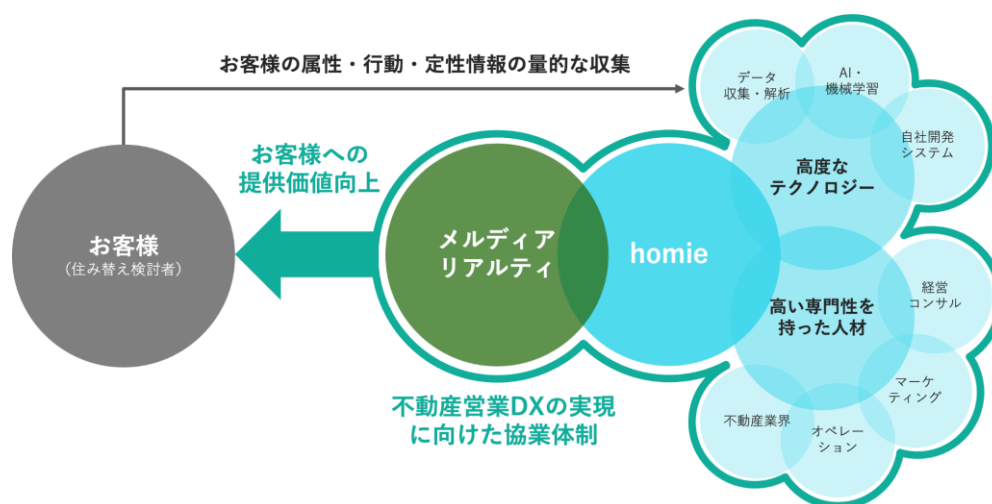 お客様の属性・行動・定性情報の量的な収集
データ
収集・解析
AI・
機械学習
自社開発
システム
お客様への
提供価値向上
高度な
テクノロジー
お客様
（住み替え検討者）
メルディア
リアルティ
homie
経営
コンサル
高い専門性を
持った人材
マーケ
ティング
不動産営業DXの実現
に向けた協業体制
不動産業界
オペレー
ション